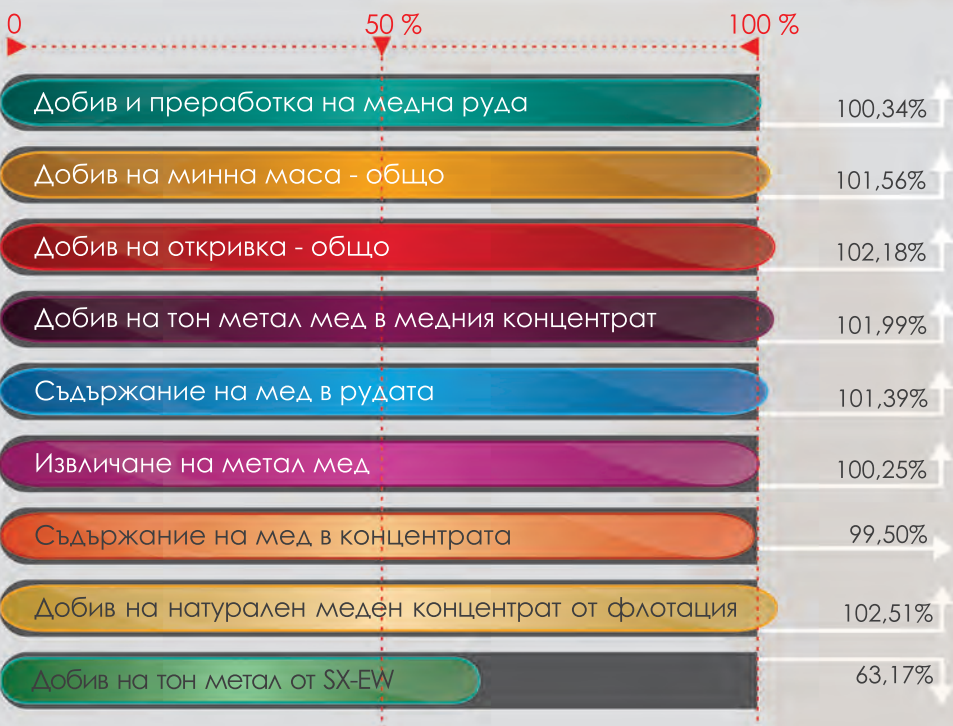 0 50 % 100 %
Добив и преработка на медна руда 100,34%
Добив на минна маса - общо 101,56%
Добив на откривка - общо 102,18%
Добив на тон метал мед в медния концентрат 101,99%
Съдържание на мед в рудата 101,39%
Извличане на метал мед 100,25%
Съдържание на мед в концентрата 99,50%
Добив на натурален меден концентрат от флотация 102,51%
Добив на тон метал от SX-EW 63,17%